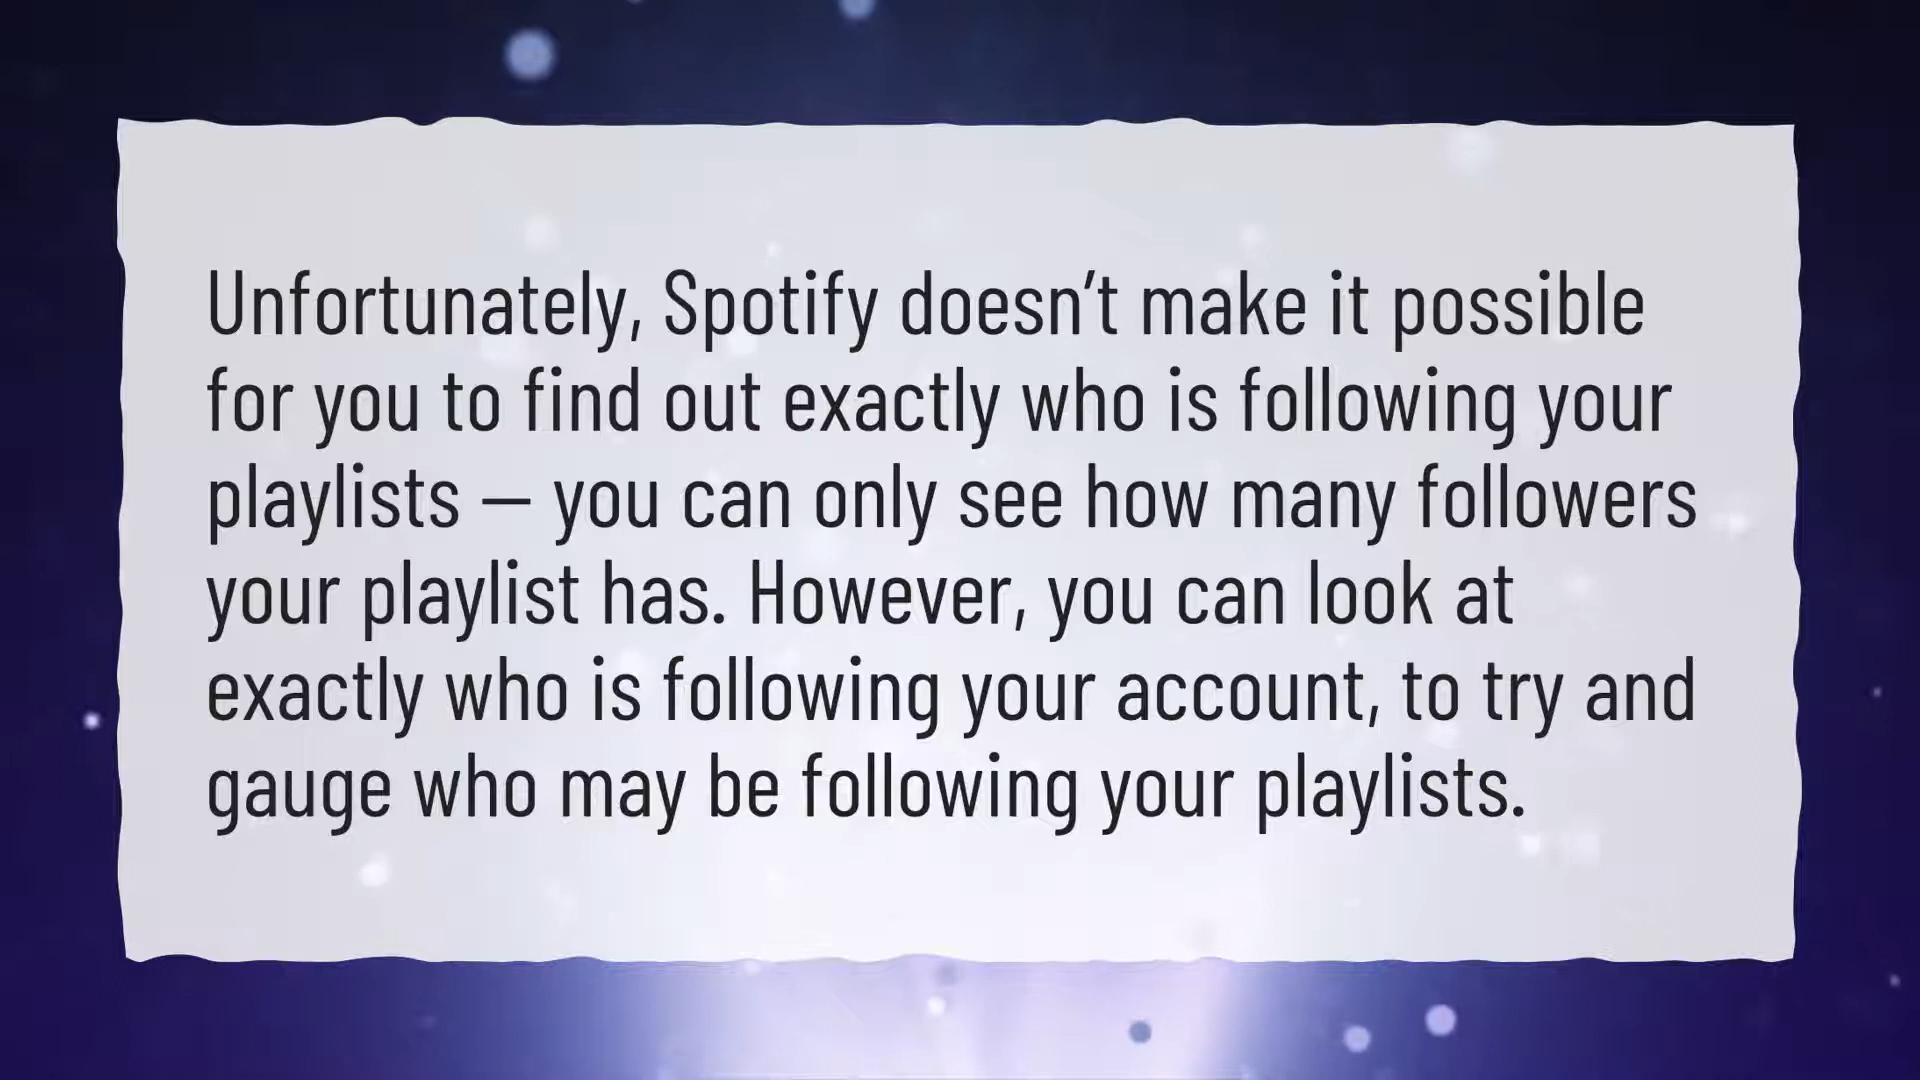 Unfortunately, Spotify doesn’t make it possible
for you to find out exactly who is following your
playlists — you can only see how many followers
your playlist has. However, you can look at
exactly who is following your account, to try and
gauge who may be following your playlists.